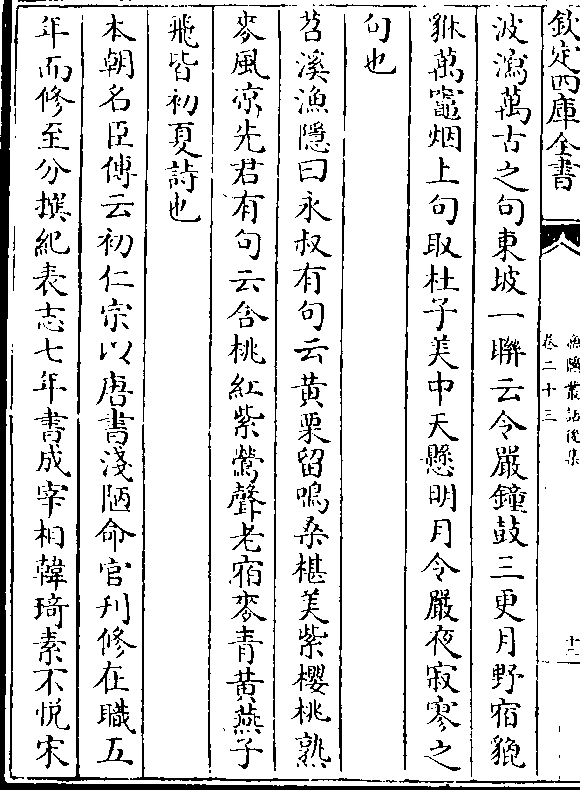 欽定四庫全書
漁隱叢話後集
卷二十三
十二
波瀉萬古之句東坡一聯云令嚴鐘鼓三更月野宿貔
貅萬竈烟上句取杜子美中天懸明月令嚴夜寂寥之
句也
苕溪漁隱曰永叔有句云黄栗留鳴桑椹美紫櫻桃熟
麥風凉先君有句云含桃紅紫鶯聲老宿麥青黄燕子
飛皆初夏詩也
本朝名臣傳云初仁宗以唐書淺陋命官刋修在職五
年而修至分撰紀表志七年書成宰相韓琦素不悦宋